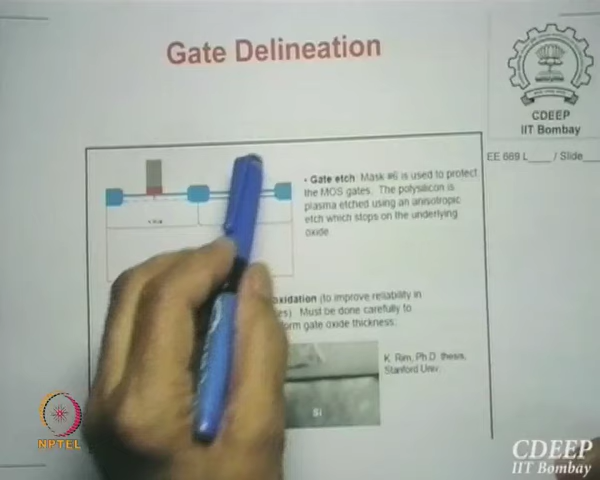 Gate Delineation
CDEEP
IIT Bombay
EE 669 L____ / Slide
• Gate etch: Mask #6 is used to protect
the MOS gates. The polysilicon is
plasma etched using an anisotropic
etch which stops on the underlying
oxide.
oxidation (to improve reliability in
Must be done carefully to
form gate oxide thickness.
K. Rim, Ph.D. thesis,
Stanford Univ.
Si
NPTEL
CDEEP
IIT Bombay